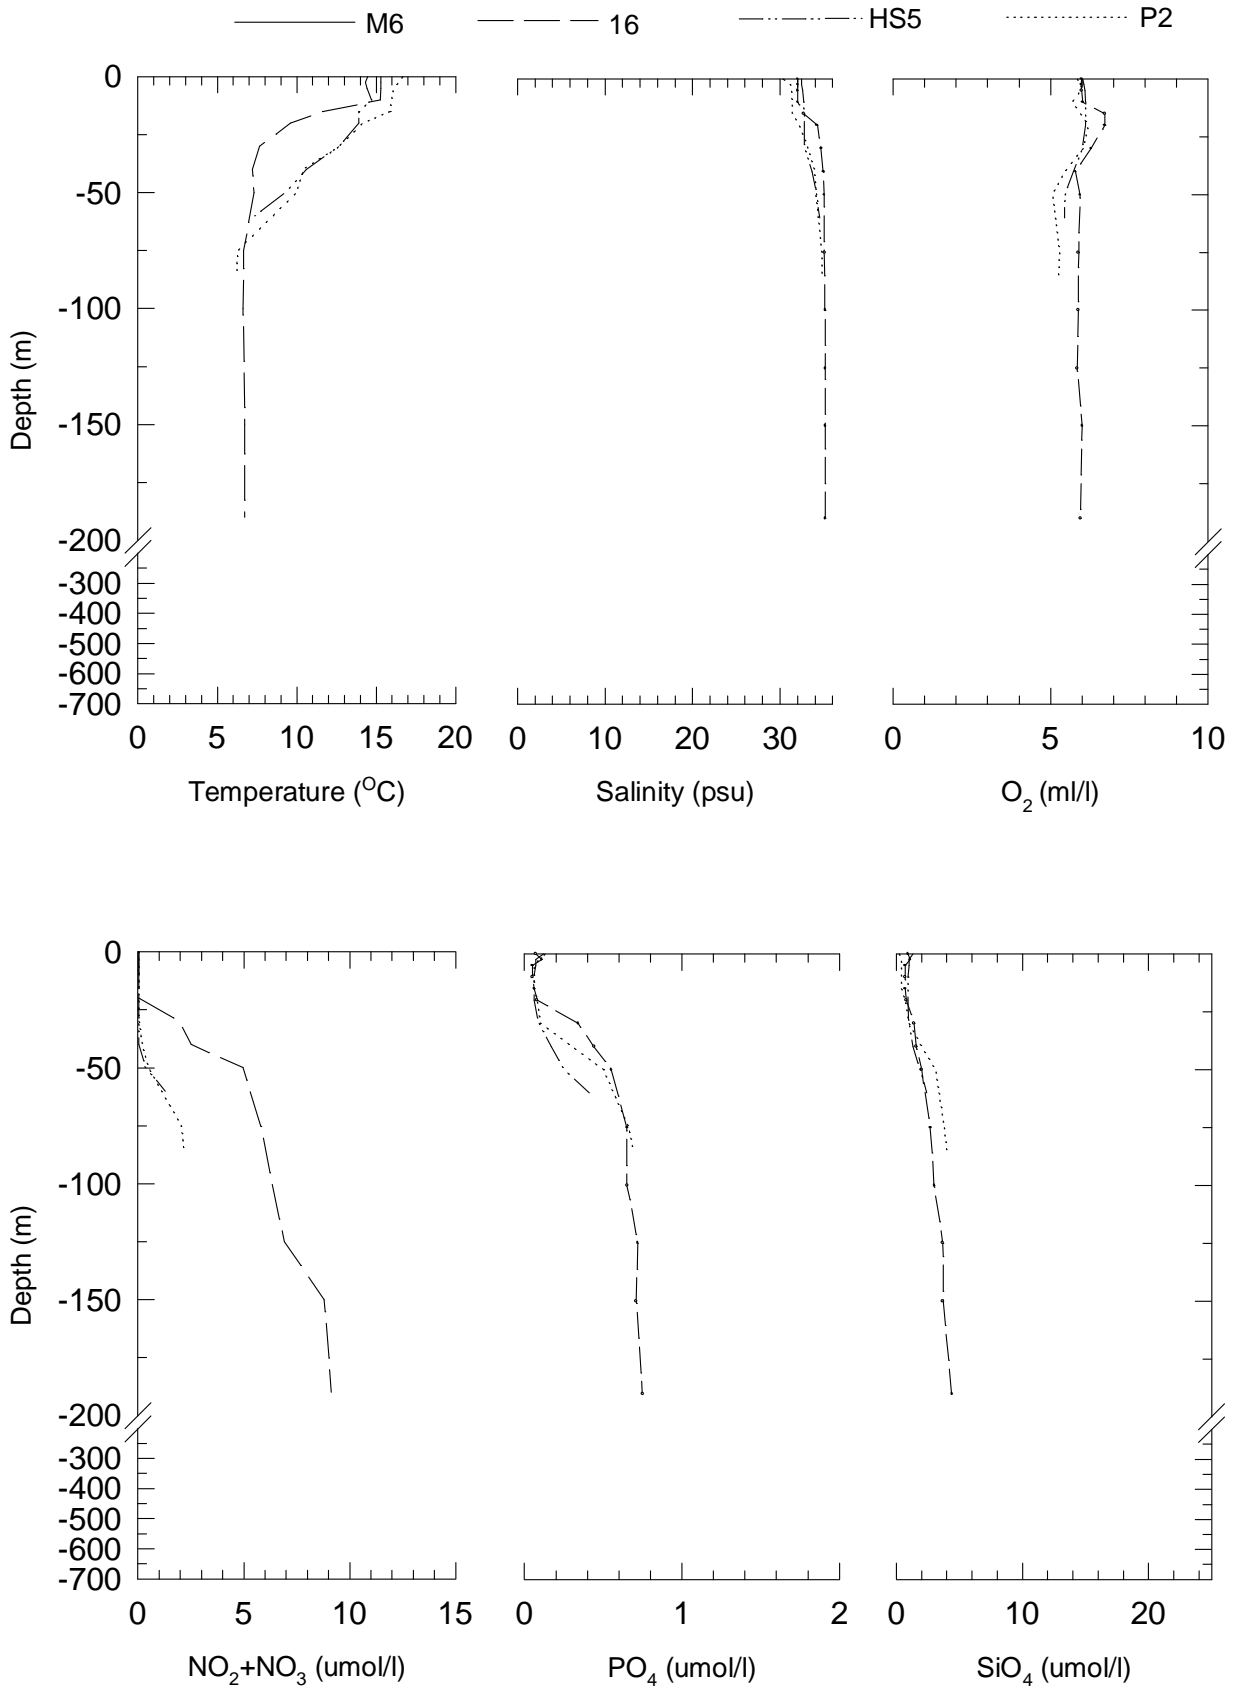 M6 16 HS5 P2
0
-50
-100
-150
-200
-300
-400
-500
-600
-700
Depth (m)
0 5 10 15 20
Temperature (°C)
0 10 20 30
Salinity (psu)
0 5 10
O₂ (ml/l)
0
-50
-100
-150
-200
-300
-400
-500
-600
-700
Depth (m)
0 5 10 15
NO₂+NO₃ (umol/l)
0 1 2
PO₄ (umol/l)
0 10 20
SiO₄ (umol/l)